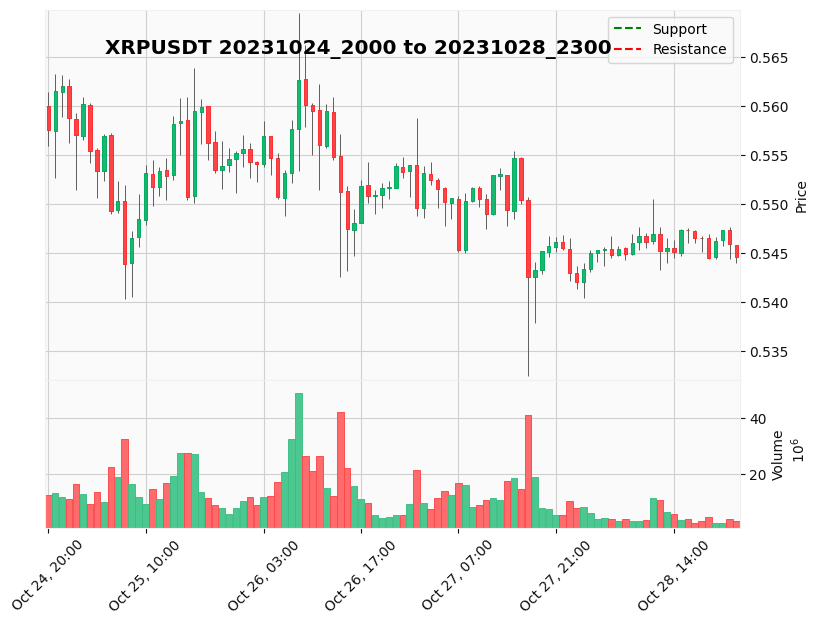 XRPUSDT 20231024_2000 to 20231028_2300
Support
Resistance
0.565
0.560
0.555
0.550
0.545
0.540
0.535
Price
40
20
Volume
10^6
Oct 24, 20:00
Oct 25, 10:00
Oct 26, 03:00
Oct 26, 17:00
Oct 27, 07:00
Oct 27, 21:00
Oct 28, 14:00